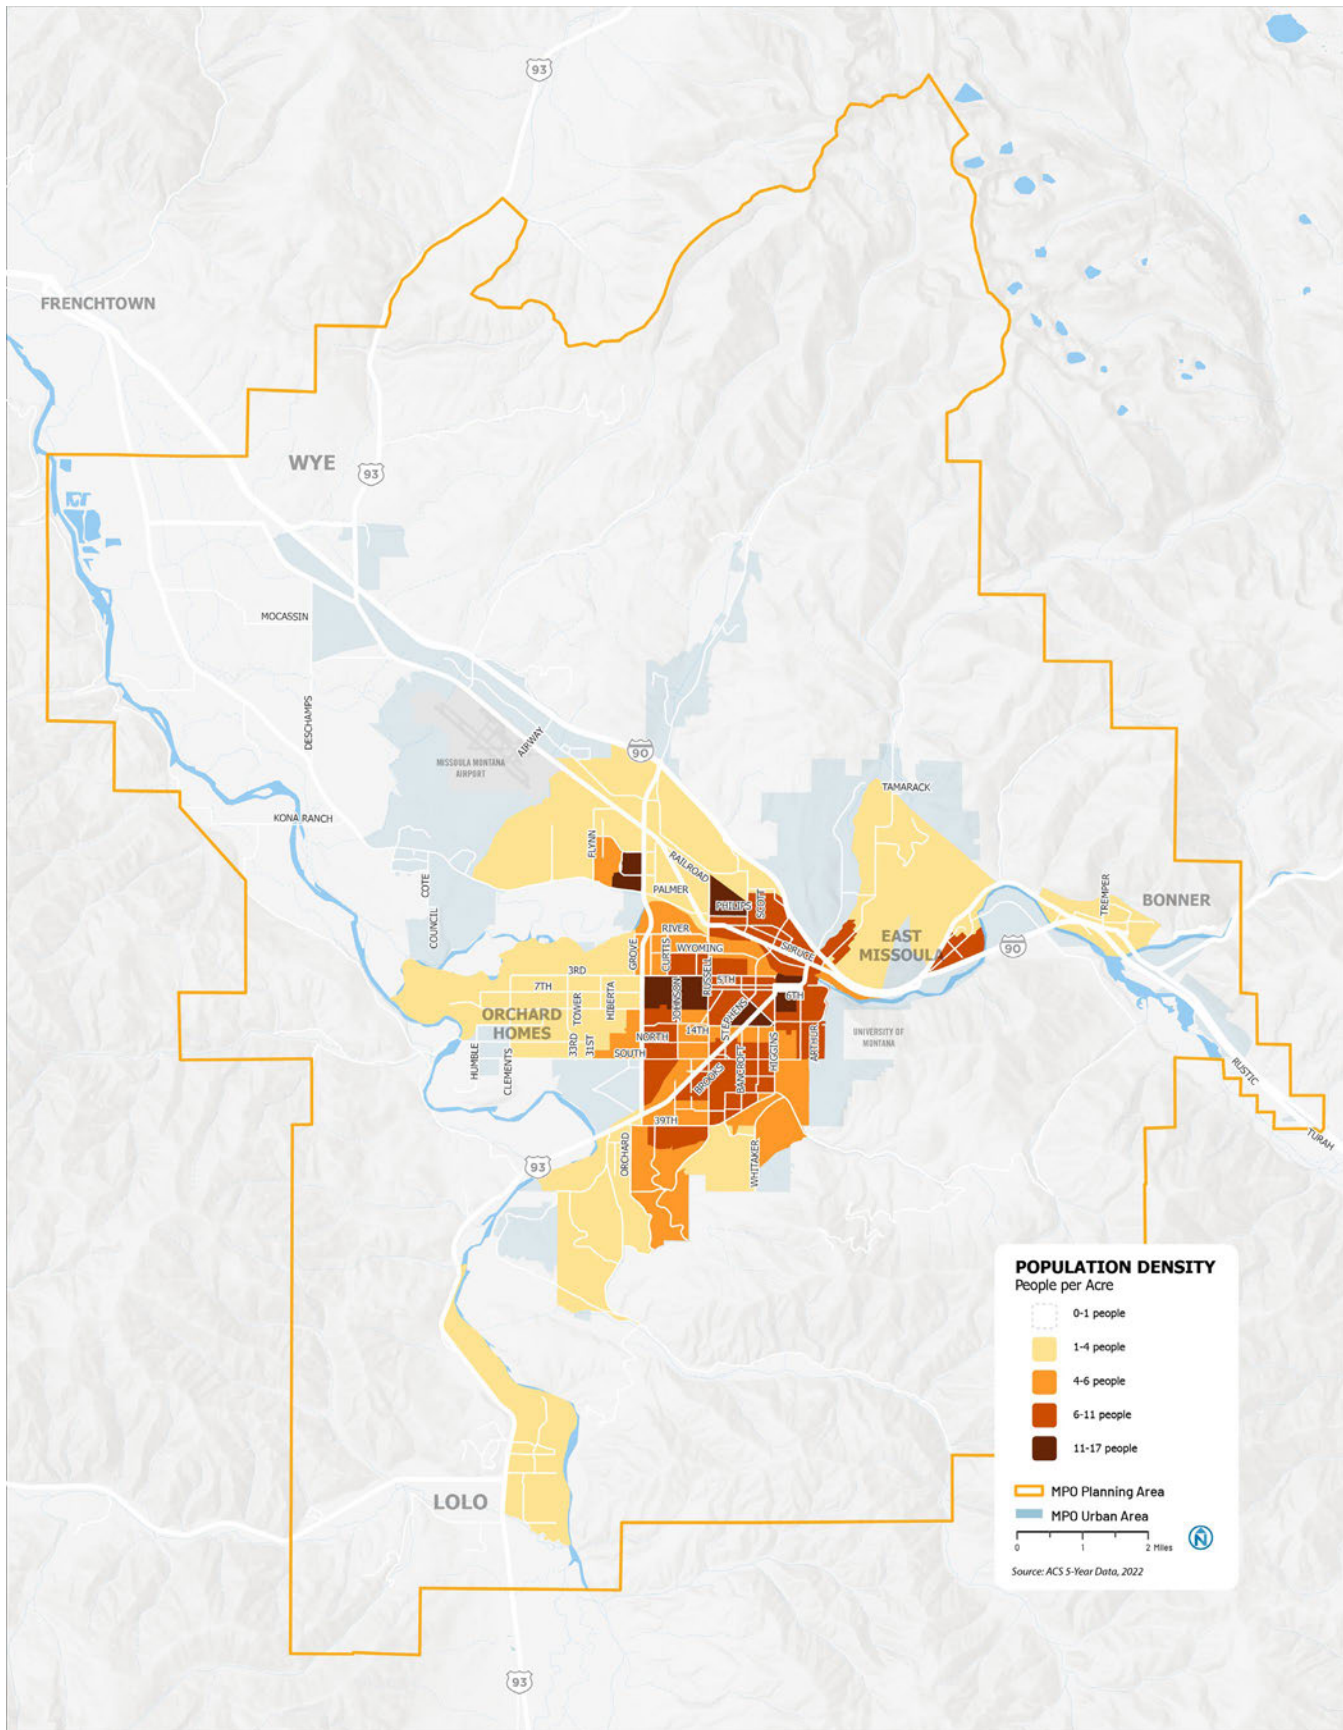 93
FRENCHTOWN
WYE
93
MOCASSIN
DESCHAMPS
AIRWAY
90
MISSOULA MONTANA
AIRPORT
TAMARACK
KONA RANCH
FLYNN
RAILROAD
COTE
PALMER
SCOTT
PHILIPS
TREMPER
BONNER
COUNCIL
RIVER
EAST
MISSOULA
90
GROVE
CURTIS
WYOMING
SPRUCE
RUSSELL
3RD
5TH
7TH
JOHNSON
6TH
HIBERTA
TOWER
ORCHARD
HOMES
STEPHENS
14TH
NORTH
UNIVERSITY OF
MONTANA
33RD
31ST
SOUTH
ARTHUR
HIGGINS
BANCROFT
HUMBLE
CLEMENTS
BROOKS
RUSTIC
39TH
TURAH
ORCHARD
WHITAKER
93
POPULATION DENSITY
People per Acre
0-1 people
1-4 people
4-6 people
6-11 people
11-17 people
MPO Planning Area
MPO Urban Area
0 1 2 Miles
N
Source: ACS 5-Year Data, 2022
LOLO
93